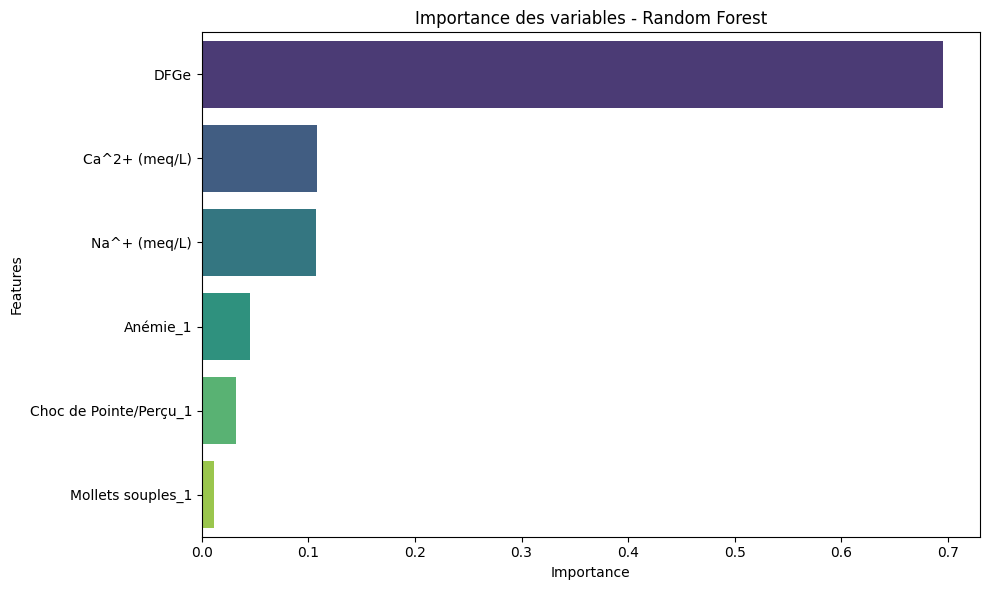 Importance des variables - Random Forest
Features
DFGe
Ca^2+ (meq/L)
Na^+ (meq/L)
Anémie_1
Choc de Pointe/Perçu_1
Mollets souples_1
0.0 0.1 0.2 0.3 0.4 0.5 0.6 0.7
Importance